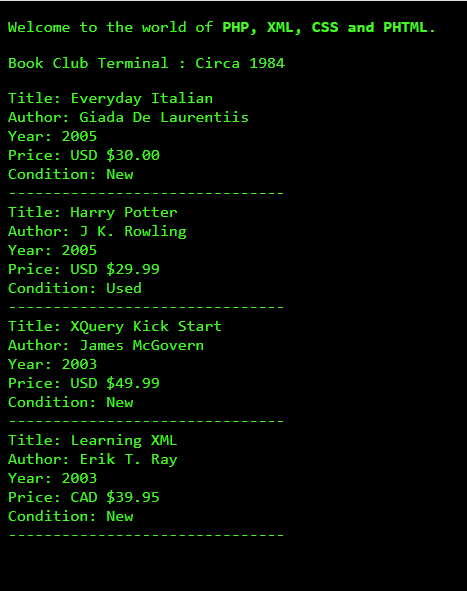 Welcome to the world of PHP, XML, CSS and PHTML.
Book Club Terminal : Circa 1984
Title: Everyday Italian
Author: Giada De Laurentiis
Year: 2005
Price: USD $30.00
Condition: New
-------------------------------
Title: Harry Potter
Author: J K. Rowling
Year: 2005
Price: USD $29.99
Condition: Used
-------------------------------
Title: XQuery Kick Start
Author: James McGovern
Year: 2003
Price: USD $49.99
Condition: New
-------------------------------
Title: Learning XML
Author: Erik T. Ray
Year: 2003
Price: CAD $39.95
Condition: New
-------------------------------